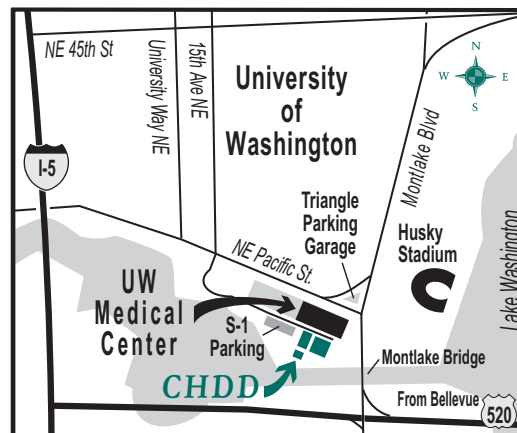 NE 45th St
University Way NE
15th Ave NE
University
of
Washington
Montlake Blvd
N
W
E
S
I-5
Triangle
Parking
Garage
Husky
Stadium
Lake Washington
NE Pacific St.
UW
Medical
Center
S-1
Parking
CHDD
Montlake Bridge
From Bellevue
520